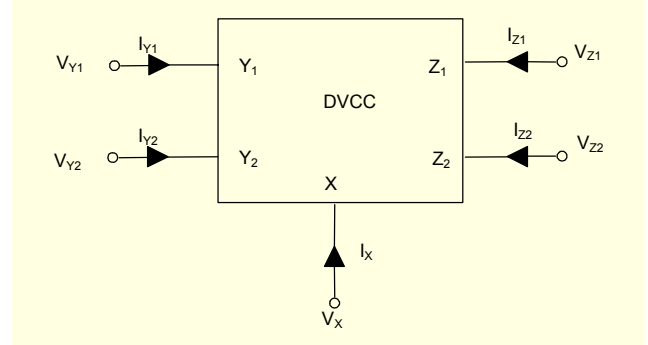 I_Y1
I_Z1
V_Y1
Y_1
Z_1
V_Z1
DVCC
I_Y2
I_Z2
V_Y2
Y_2
Z_2
V_Z2
X
I_X
V_X